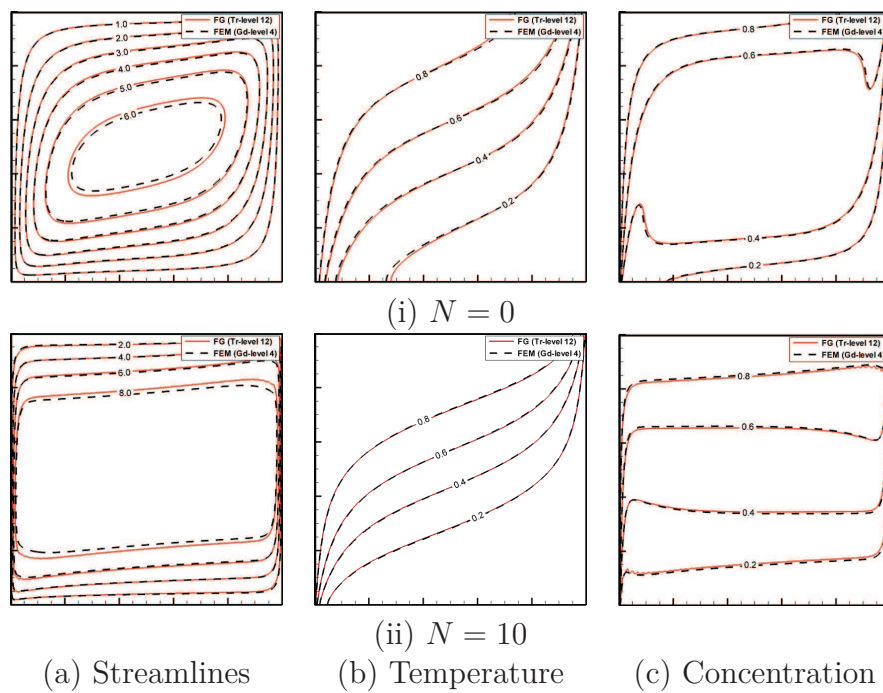 1.0
2.0
3.0
4.0
5.0
6.0
FG (Tr-level 12)
FEM (Gd-level 4)
0.8
0.6
0.4
0.2
FG (Tr-level 12)
FEM (Gd-level 4)
0.8
0.6
0.4
0.2
FG (Tr-level 12)
FEM (Gd-level 4)
(i) N = 0
2.0
4.0
6.0
8.0
FG (Tr-level 12)
FEM (Gd-level 4)
0.8
0.6
0.4
0.2
FG (Tr-level 12)
FEM (Gd-level 4)
0.8
0.6
0.4
0.2
FG (Tr-level 12)
FEM (Gd-level 4)
(ii) N = 10
(a) Streamlines
(b) Temperature
(c) Concentration